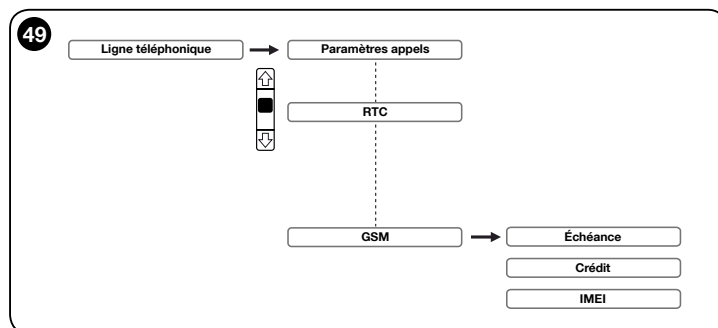 49
Ligne téléphonique
Paramètres appels
RTC
GSM
Échéance
Crédit
IMEI